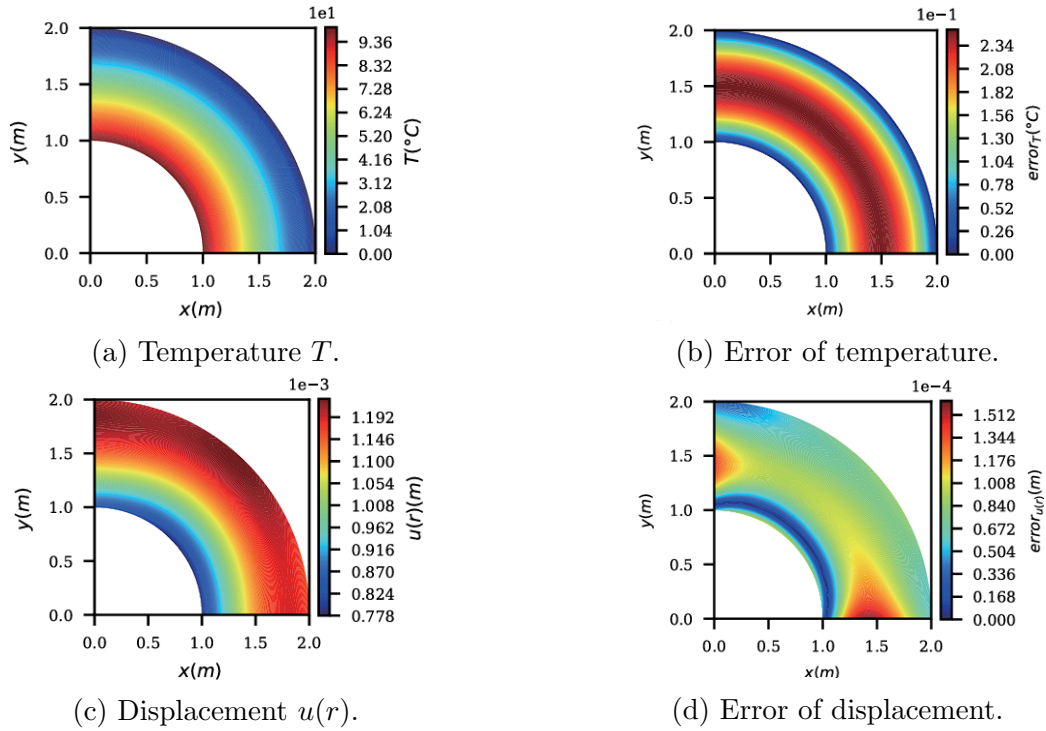 1e1
2.0
1.5
1.0
0.5
0.0
y(m)
0.0 0.5 1.0 1.5 2.0
x(m)
9.36
8.32
7.28
6.24
5.20
4.16
3.12
2.08
1.04
0.00
T(°C)
(a) Temperature T.
1e−1
2.0
1.5
1.0
0.5
0.0
y(m)
0.0 0.5 1.0 1.5 2.0
x(m)
2.34
2.08
1.82
1.56
1.30
1.04
0.78
0.52
0.26
0.00
error_T(°C)
(b) Error of temperature.
1e−3
2.0
1.5
1.0
0.5
0.0
y(m)
0.0 0.5 1.0 1.5 2.0
x(m)
1.192
1.146
1.100
1.054
1.008
0.962
0.916
0.870
0.824
0.778
u(r)(m)
(c) Displacement u(r).
1e−4
2.0
1.5
1.0
0.5
0.0
y(m)
0.0 0.5 1.0 1.5 2.0
x(m)
1.512
1.344
1.176
1.008
0.840
0.672
0.504
0.336
0.168
0.000
error_u(r)(m)
(d) Error of displacement.